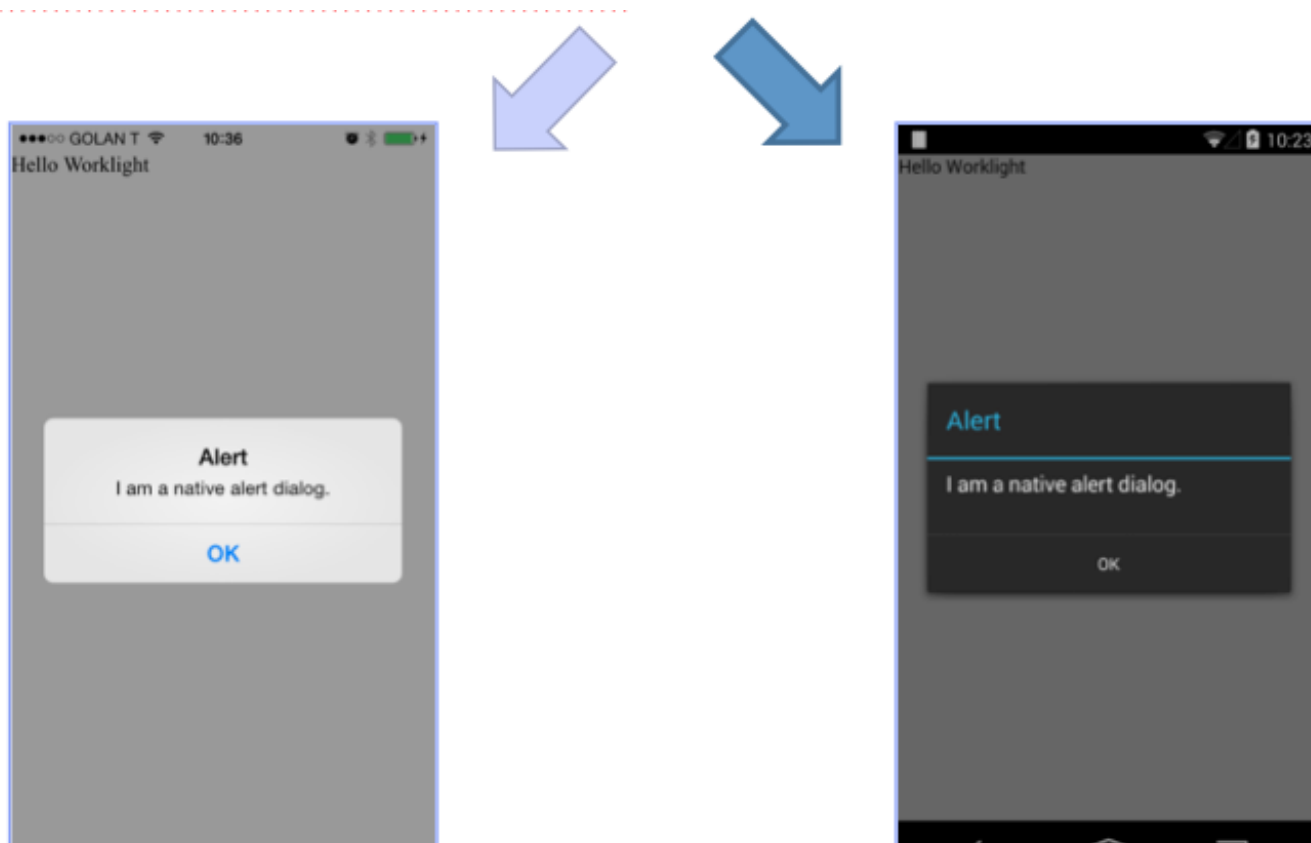 GOLAN T 10:36
Hello Worklight
Alert
I am a native alert dialog.
OK
10:23
Hello Worklight
Alert
I am a native alert dialog.
OK